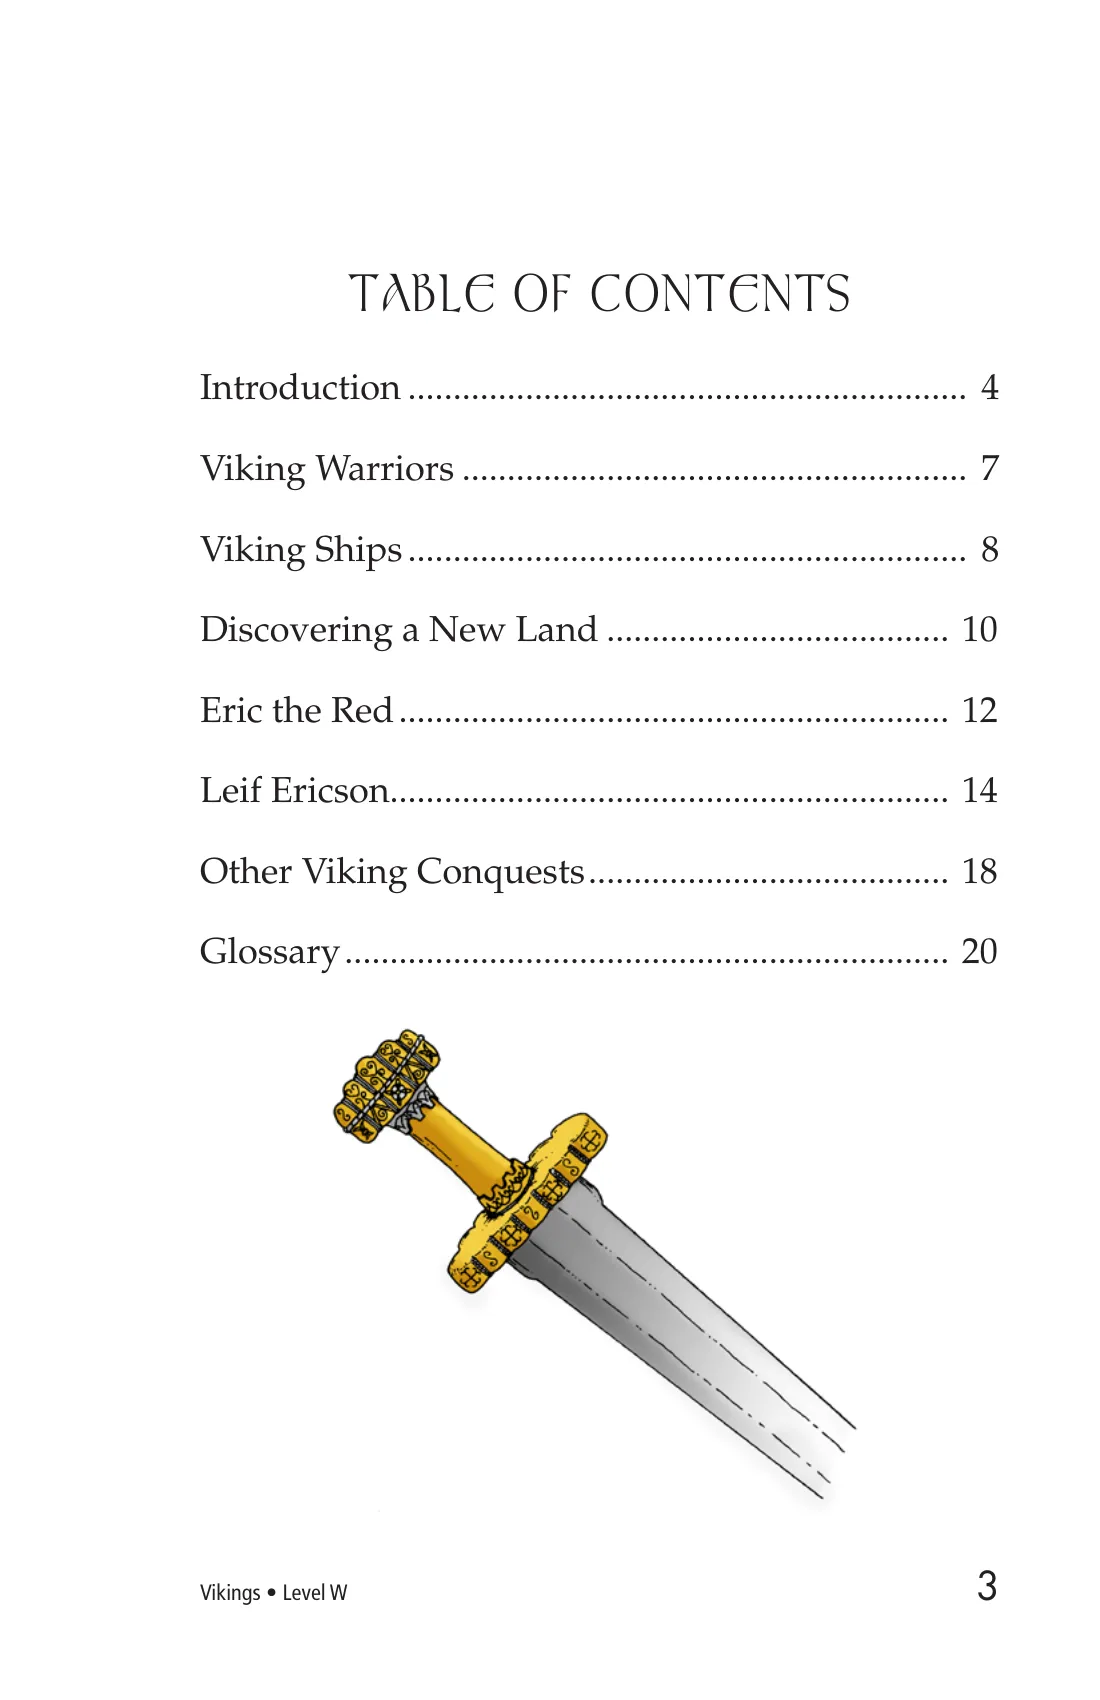 TABLE OF CONTENTS
Introduction .............................................................. 4
Viking Warriors ........................................................ 7
Viking Ships .............................................................. 8
Discovering a New Land ...................................... 10
Eric the Red ............................................................. 12
Leif Ericson.............................................................. 14
Other Viking Conquests........................................ 18
Glossary ................................................................... 20
Vikings • Level W
3